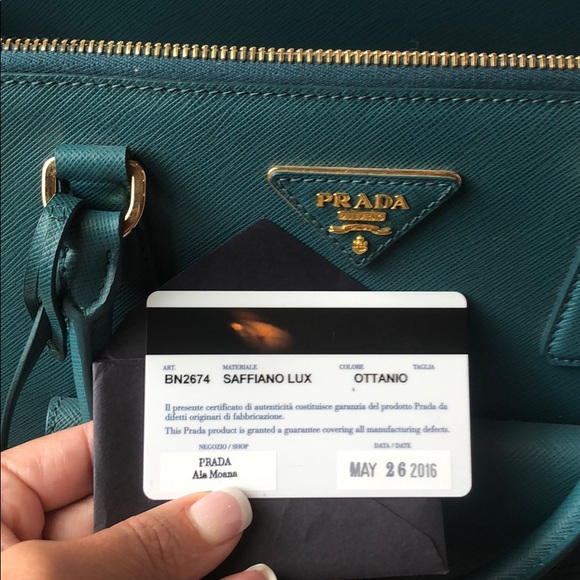 PRADA
MILANO
ART.
MATERIALE
COLORE
TAGLIA
BN2674
SAFFIANO LUX
OTTANIO
Il presente certificato di autenticità costituisce garanzia del prodotto Prada da
difetti originari di fabbricazione.
This Prada product is granted a guarantee covering all manufacturing defects.
NEGOZIO / SHOP
DATA / DATE
PRADA
Ala Moana
MAY 26 2016